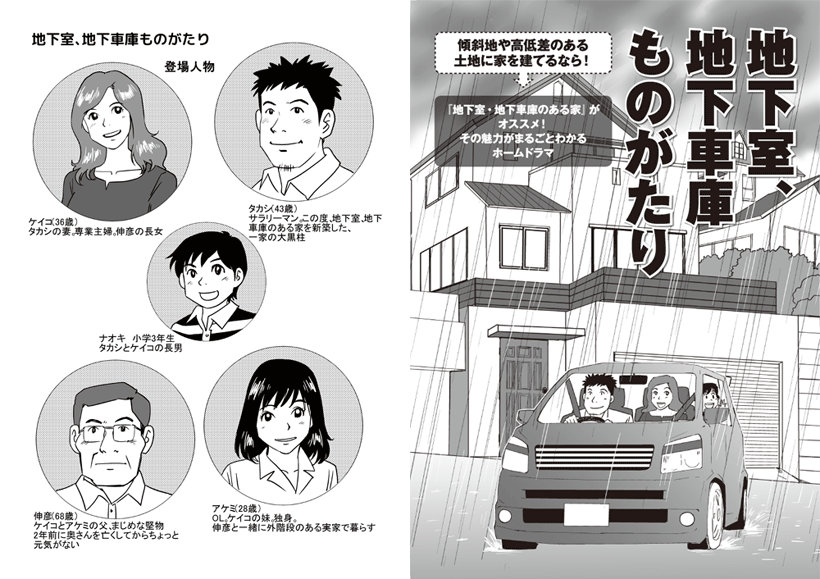 地下室、地下車庫ものがたり
登場人物
ケイコ(36歳)
タカシの妻。専業主婦。伸彦の長女
タカシ(43歳)
サラリーマン。この度、地下室、地下
車庫のある家を新築した、
一家の大黒柱
ナオキ　小学3年生
タカシとケイコの長男
伸彦(68歳)
ケイコとアケミの父、まじめな堅物
2年前に奥さんを亡くしてからちょっと
元気がない
アケミ(28歳)
OL。ケイコの妹。独身。
伸彦と一緒に外階段のある実家で暮らす
地下室、
地下車庫
ものがたり
傾斜地や高低差のある
土地に家を建てるなら!
『地下室・地下車庫のある家』が
オススメ!
その魅力がまるごとわかる
ホームドラマ